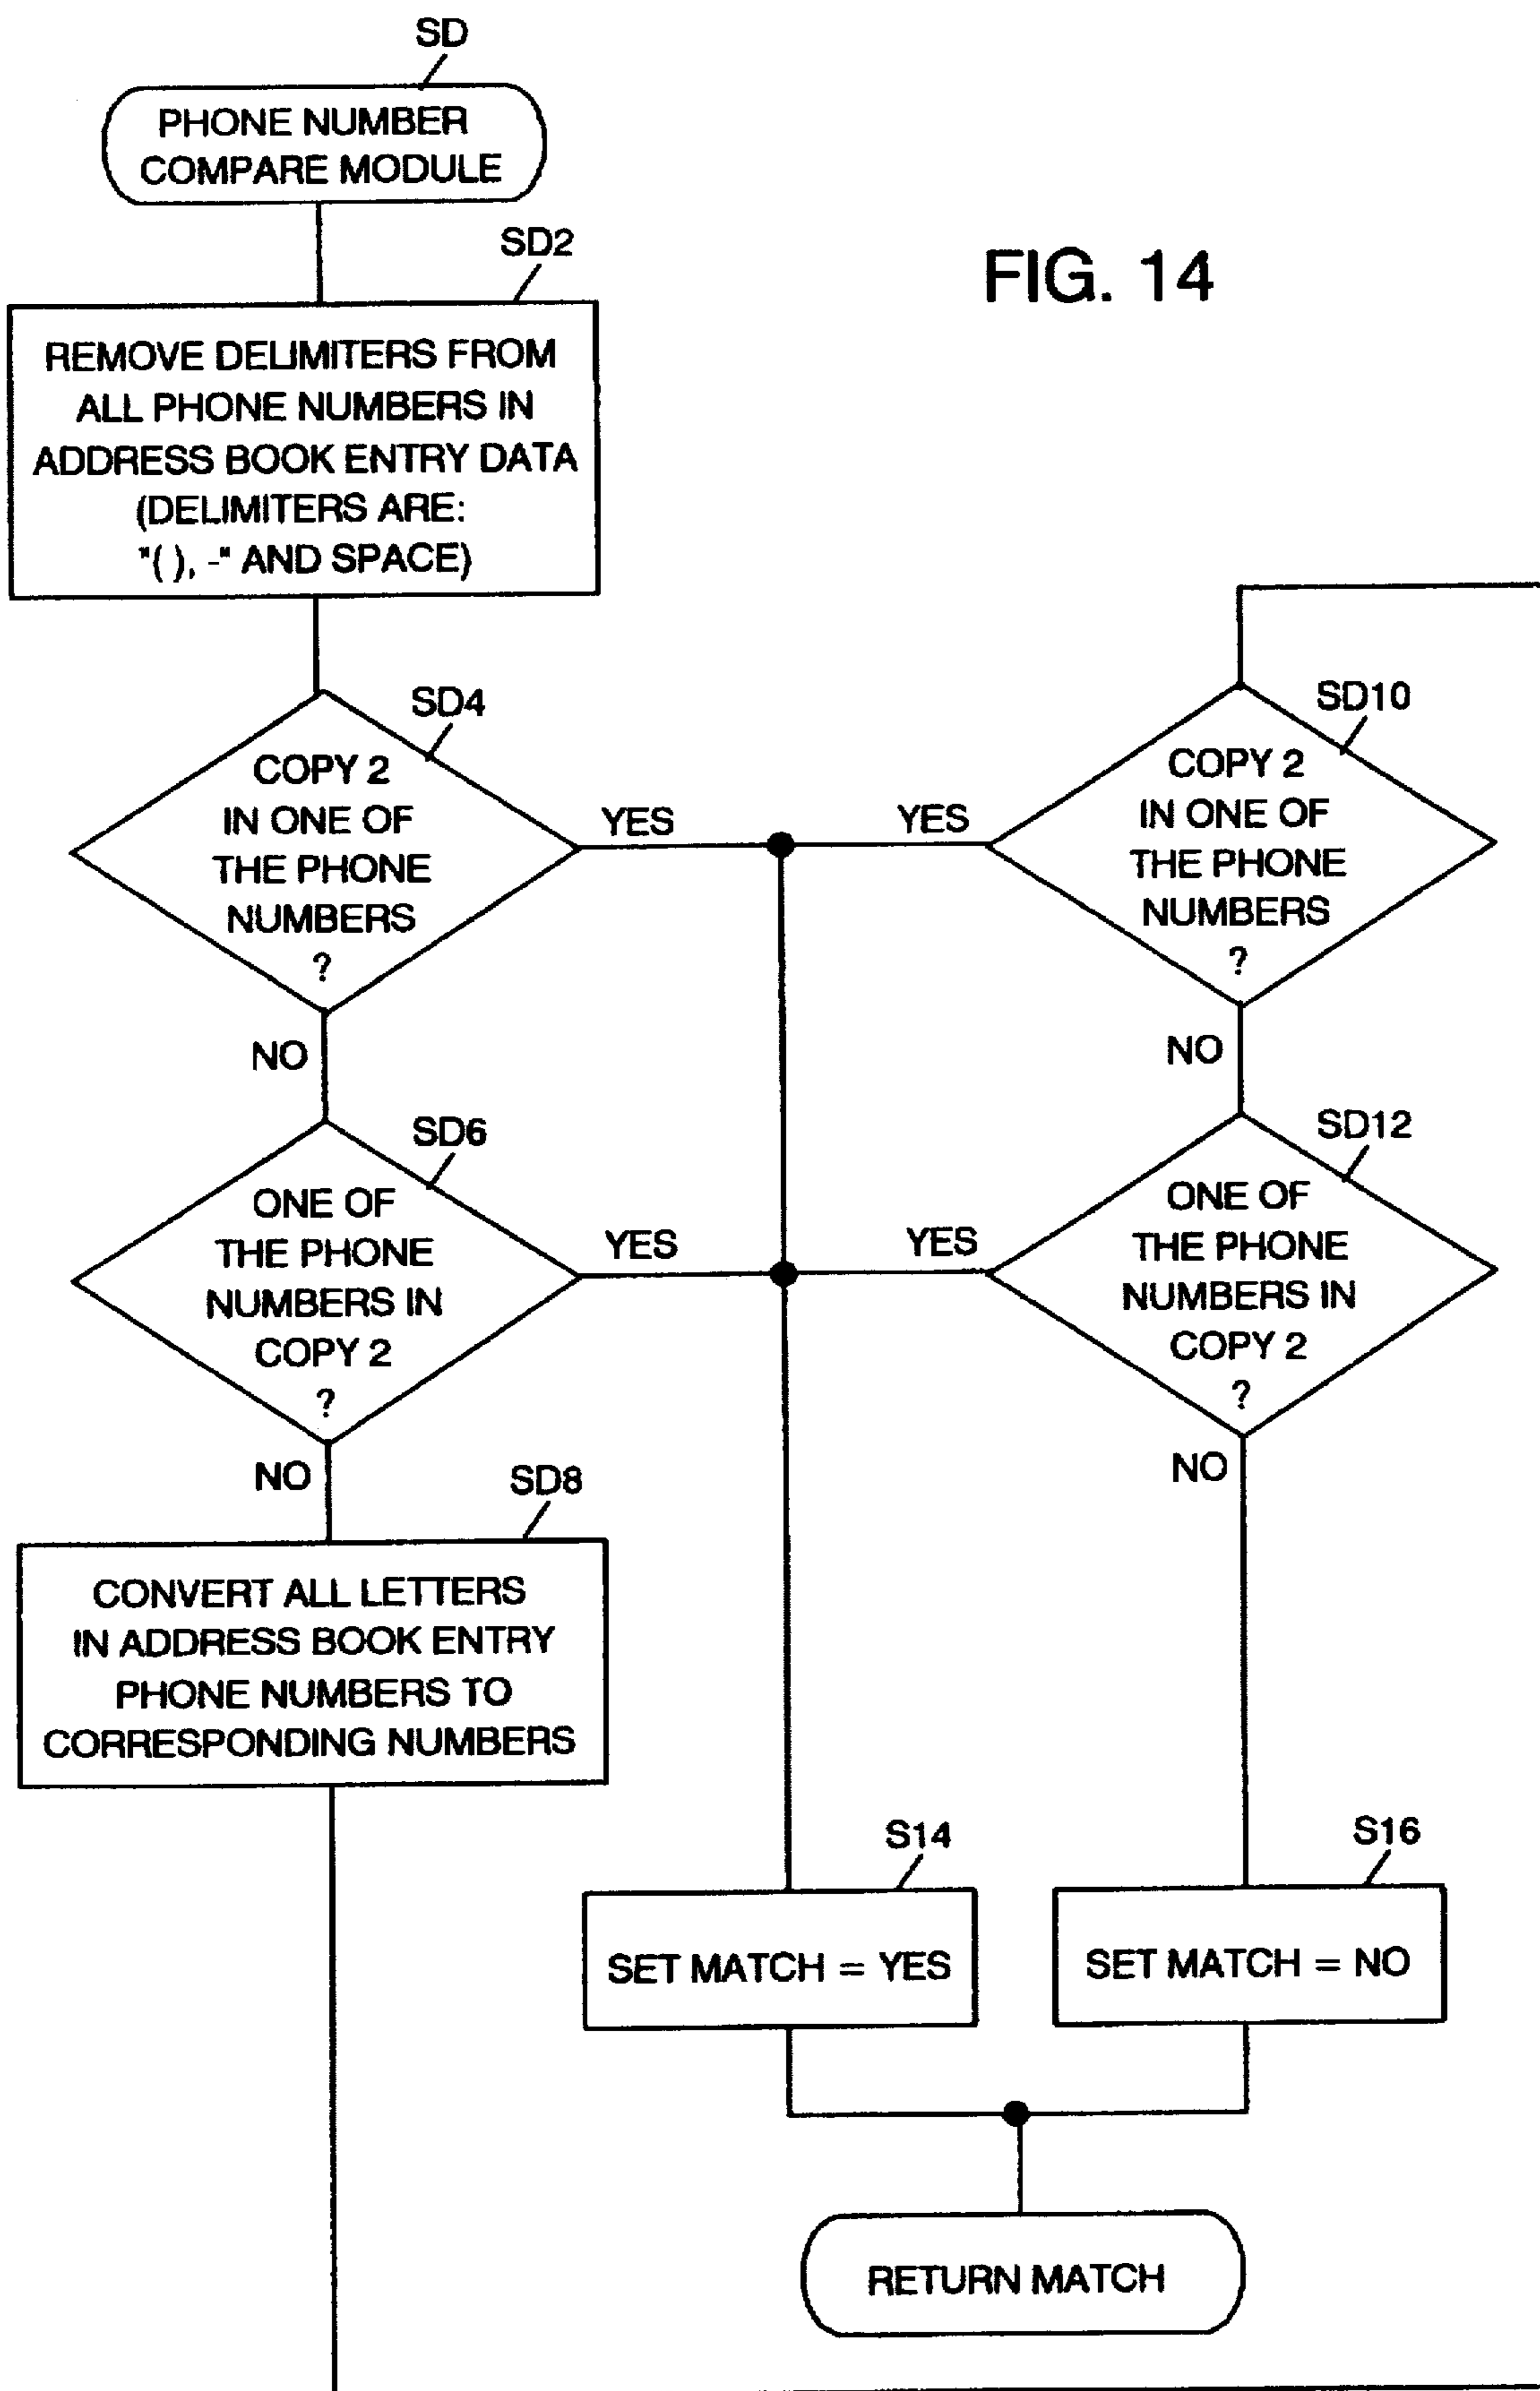 SD
PHONE NUMBER
COMPARE MODULE
SD2
FIG. 14
REMOVE DELIMITERS FROM
ALL PHONE NUMBERS IN
ADDRESS BOOK ENTRY DATA
(DELIMITERS ARE:
"( ), -" AND SPACE)
SD4
COPY 2
IN ONE OF
THE PHONE
NUMBERS
?
YES
NO
SD6
ONE OF
THE PHONE
NUMBERS IN
COPY 2
?
YES
NO
SD8
CONVERT ALL LETTERS
IN ADDRESS BOOK ENTRY
PHONE NUMBERS TO
CORRESPONDING NUMBERS
SD10
COPY 2
IN ONE OF
THE PHONE
NUMBERS
?
YES
NO
SD12
ONE OF
THE PHONE
NUMBERS IN
COPY 2
?
YES
NO
S14
SET MATCH = YES
S16
SET MATCH = NO
RETURN MATCH